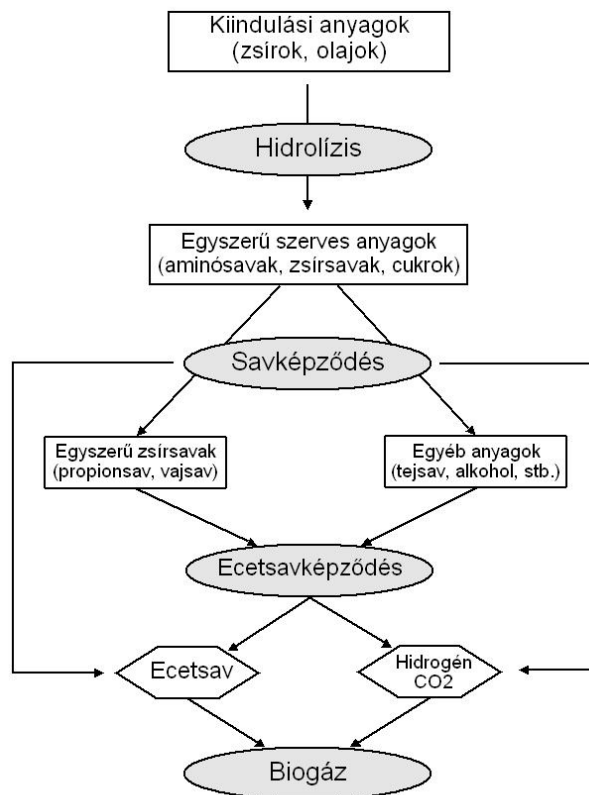 Kiindulási anyagok
(zsírok, olajok)
Hidrolízis
Egyszerű szerves anyagok
(aminósavak, zsírsavak, cukrok)
Savképződés
Egyszerű zsírsavak
(propionsav, vajsav)
Egyéb anyagok
(tejsav, alkohol, stb.)
Ecetsavképződés
Ecetsav
Hidrogén
CO2
Biogáz